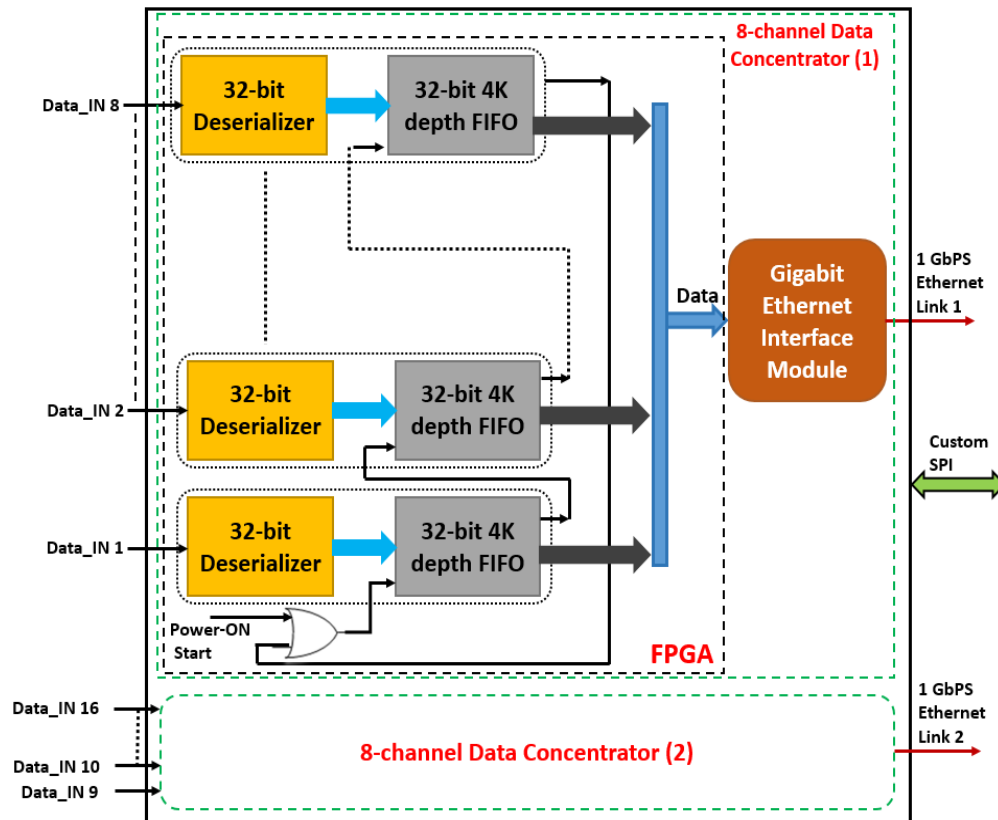 8-channel Data
Concentrator (1)
Data_IN 8
32-bit
Deserializer
32-bit 4K
depth FIFO
Data
Gigabit
Ethernet
Interface
Module
1 GbPS
Ethernet
Link 1
Data_IN 2
32-bit
Deserializer
32-bit 4K
depth FIFO
Custom
SPI
Data_IN 1
32-bit
Deserializer
32-bit 4K
depth FIFO
Power-ON
Start
FPGA
Data_IN 16
Data_IN 10
Data_IN 9
8-channel Data Concentrator (2)
1 GbPS
Ethernet
Link 2